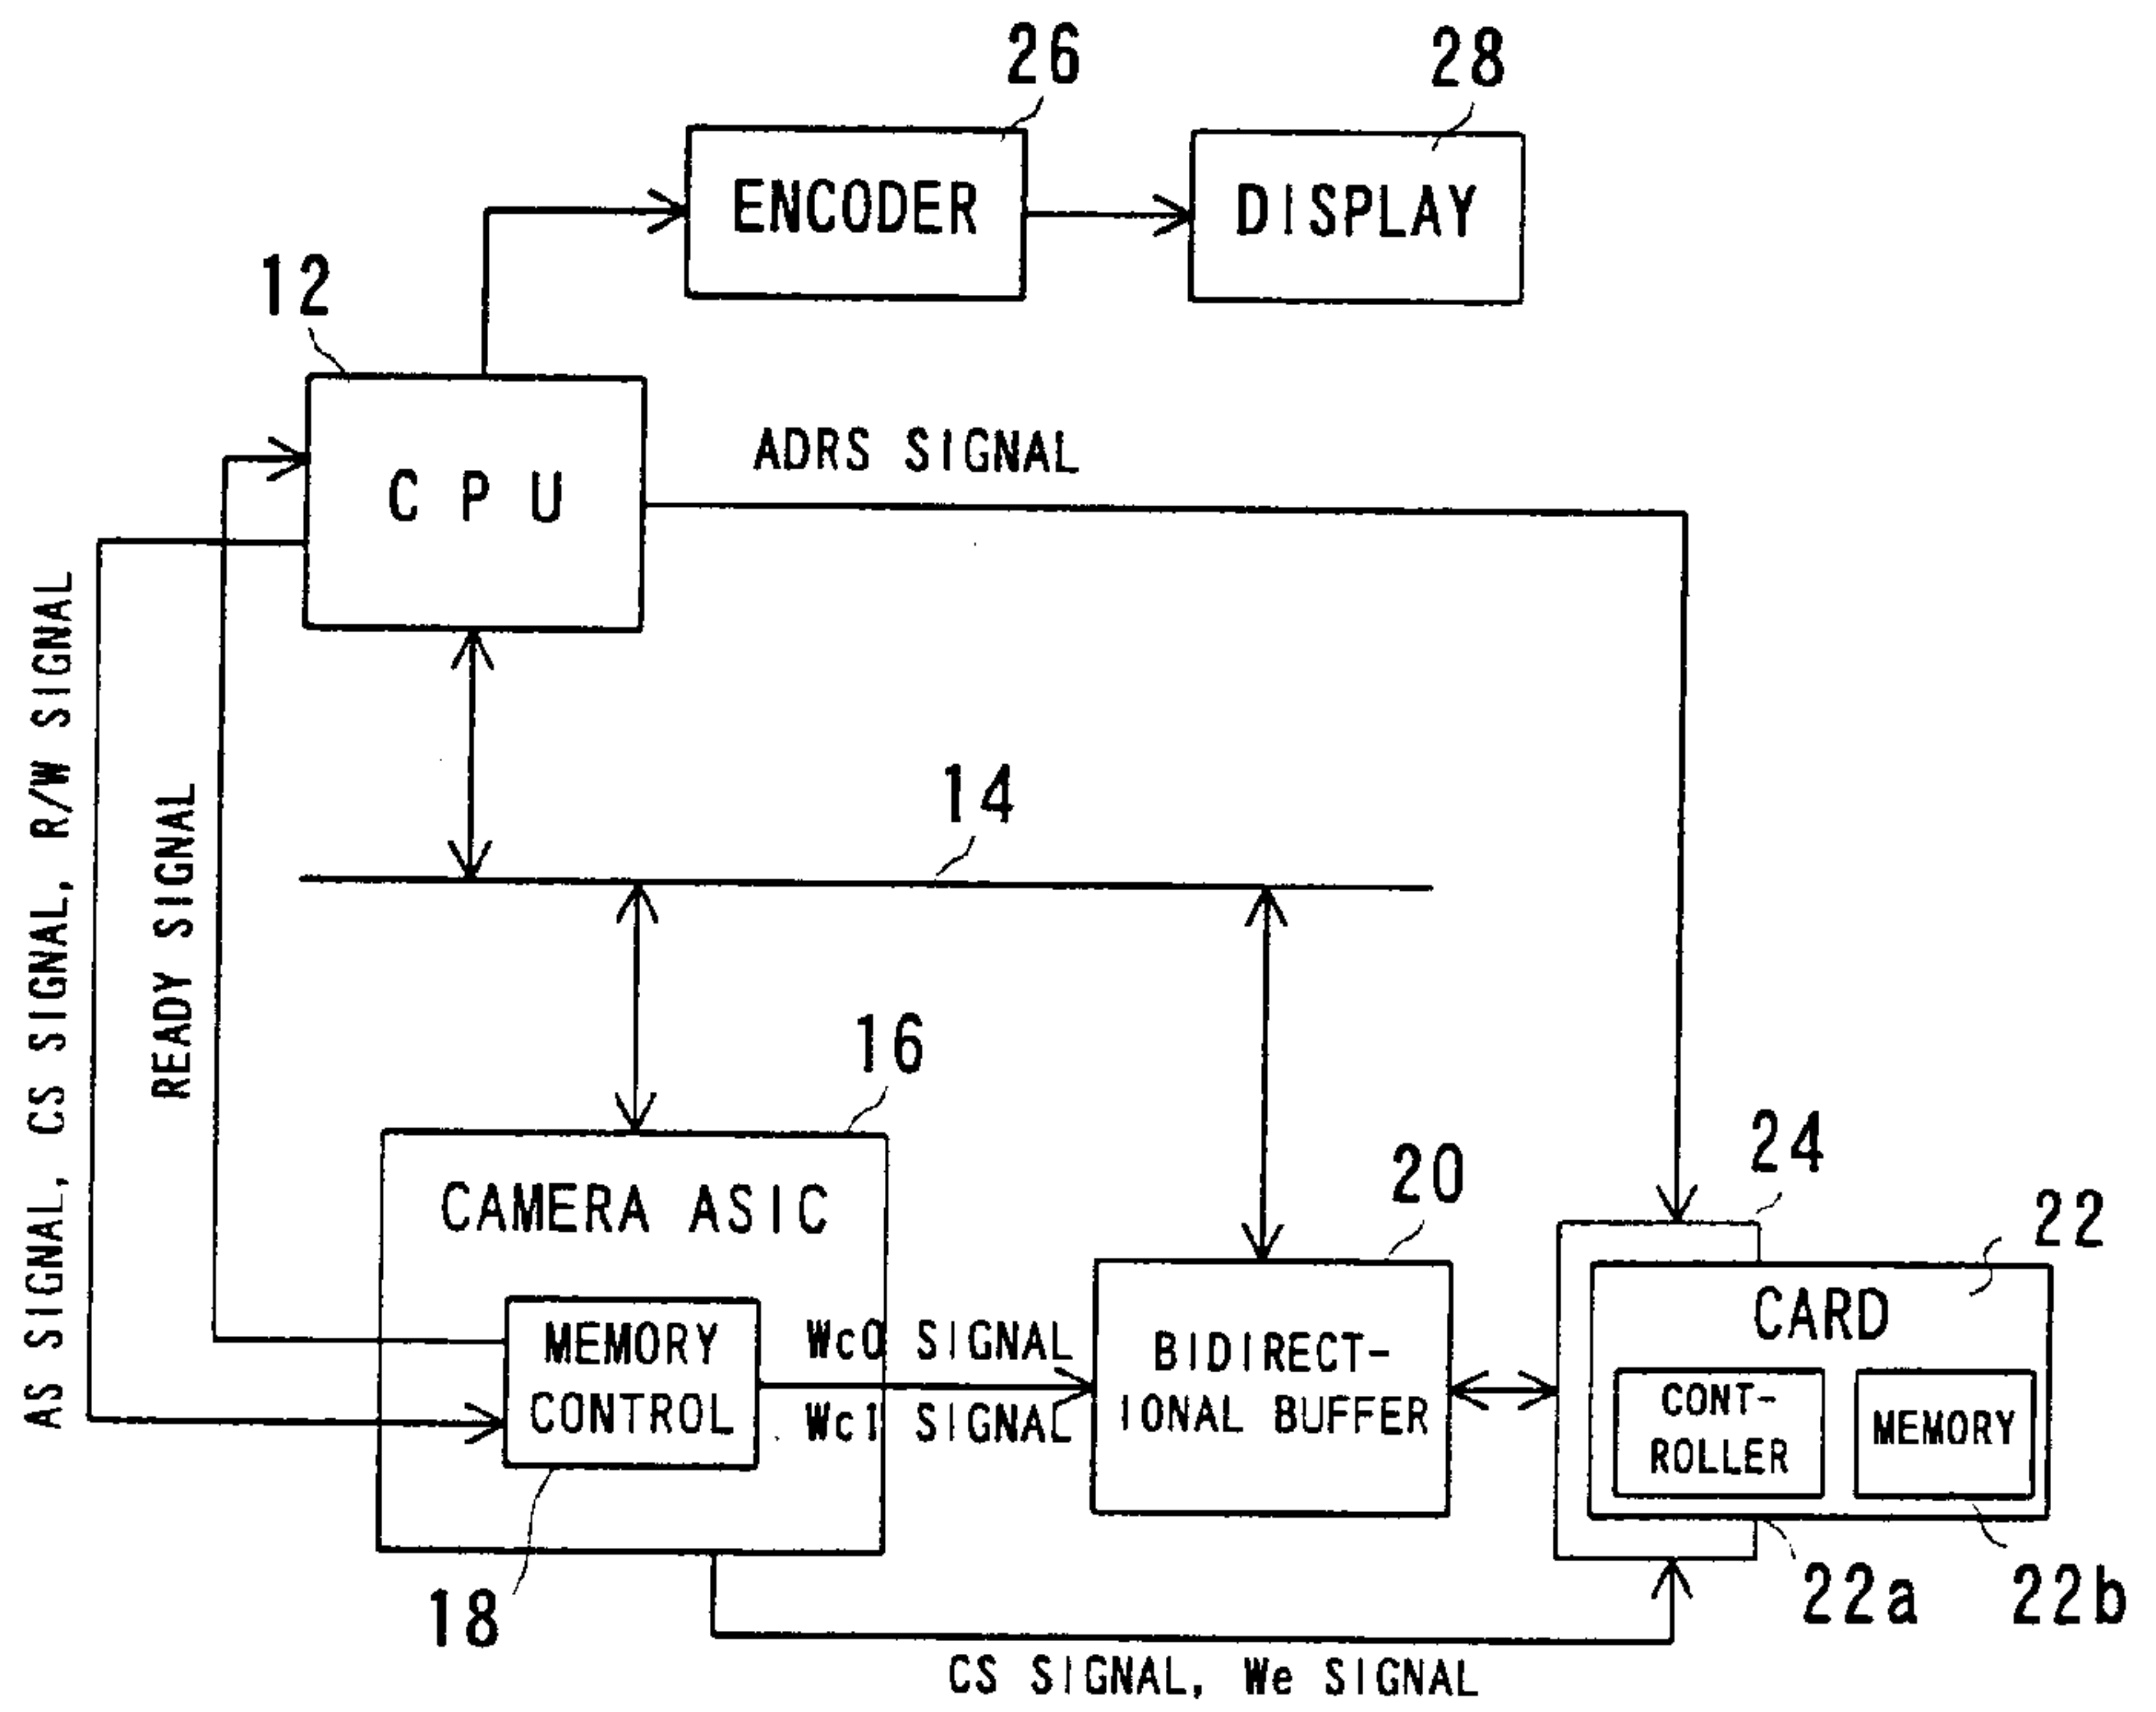 26
28
ENCODER
DISPLAY
12
CPU
ADRS SIGNAL
AS SIGNAL, CS SIGNAL, R/W SIGNAL
READY SIGNAL
14
16
CAMERA ASIC
20
24
22
MEMORY
CONTROL
Wc0 SIGNAL
Wc1 SIGNAL
BIDIRECT-
IONAL BUFFER
CARD
CONT-
ROLLER
MEMORY
18
22a
22b
CS SIGNAL, We SIGNAL